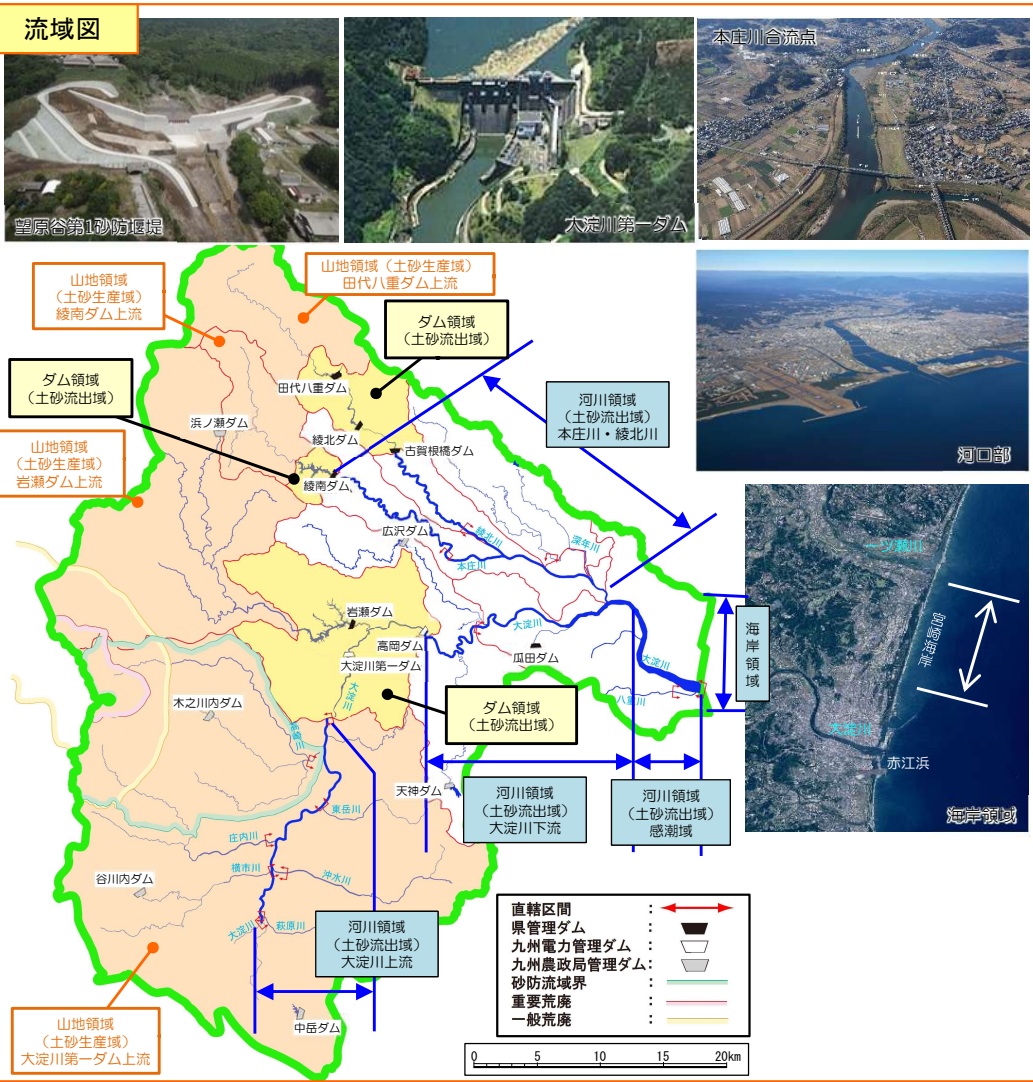 流域図
望原谷第1砂防堰堤
大淀川第一ダム
本庄川合流点
河口部
山地領域
（土砂生産域）
綾南ダム上流
山地領域（土砂生産域）
田代八重ダム上流
ダム領域
（土砂流出域）
ダム領域
（土砂流出域）
山地領域
（土砂生産域）
岩瀬ダム上流
河川領域
（土砂流出域）
本庄川・綾北川
田代八重ダム
浜ノ瀬ダム
綾北ダム
古賀根橋ダム
綾南ダム
広沢ダム
綾北川
深年川
本庄川
岩瀬ダム
高岡ダム
大淀川第一ダム
大淀川
瓜田ダム
大淀川
八重川
海岸領域
木之川内ダム
大淀川
高崎川
ダム領域
（土砂流出域）
天神ダム
河川領域
（土砂流出域）
大淀川下流
河川領域
（土砂流出域）
感潮域
東岳川
庄内川
横市川
沖水川
谷川内ダム
大淀川
萩原川
河川領域
（土砂流出域）
大淀川上流
中岳ダム
山地領域
（土砂生産域）
大淀川第一ダム上流
一ツ瀬川
宮崎海岸
大淀川
赤江浜
海岸領域
直轄区間 :
県管理ダム :
九州電力管理ダム :
九州農政局管理ダム :
砂防流域界 :
重要荒廃 :
一般荒廃 :
0 5 10 15 20km